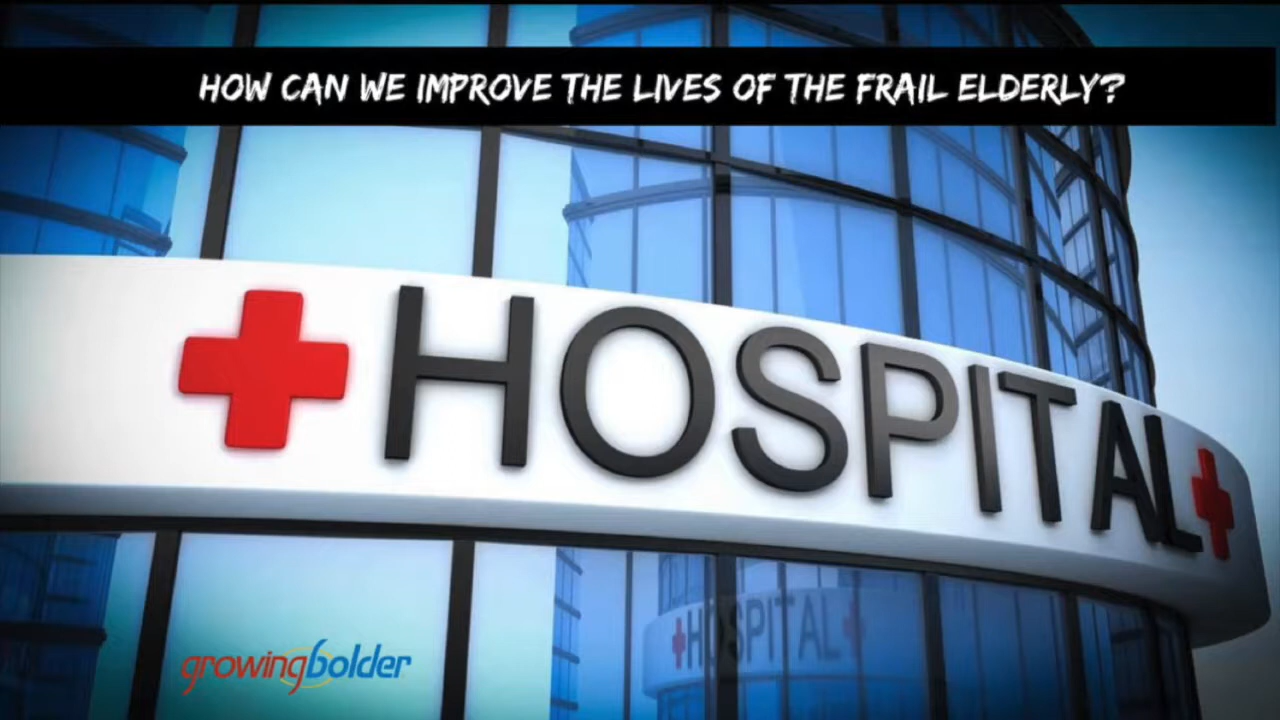 HOW CAN WE IMPROVE THE LIVES OF THE FRAIL ELDERLY?
HOSPITAL
HOSPITAL
growingbolder